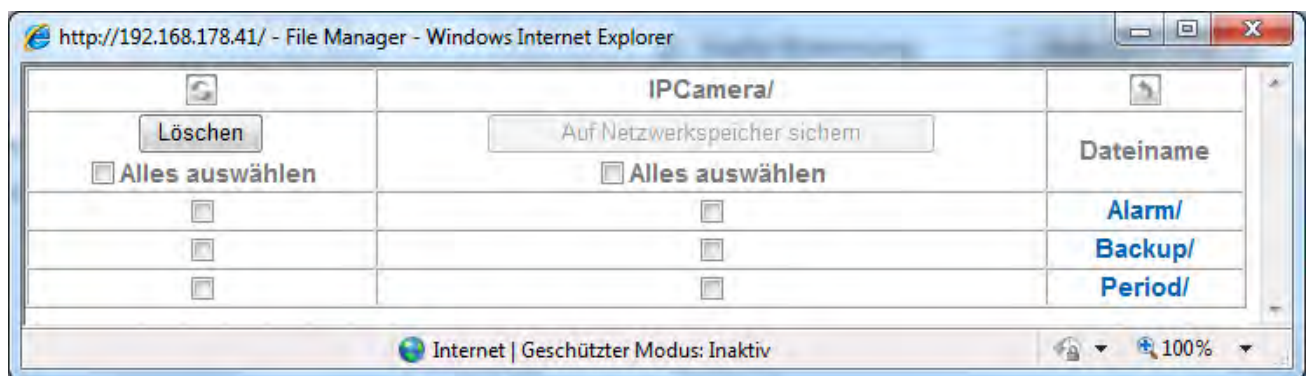 http://192.168.178.41/ - File Manager - Windows Internet Explorer
IPCamera/
Löschen
Auf Netzwerkspeicher sichern
Dateiname
Alles auswählen
Alles auswählen
Alarm/
Backup/
Period/
Internet | Geschützter Modus: Inaktiv
100%